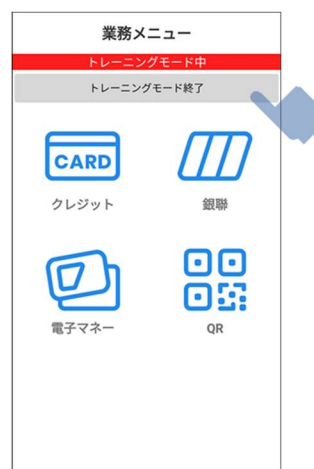 業務メニュー
トレーニングモード中
トレーニングモード終了
CARD
クレジット
銀聯
電子マネー
QR